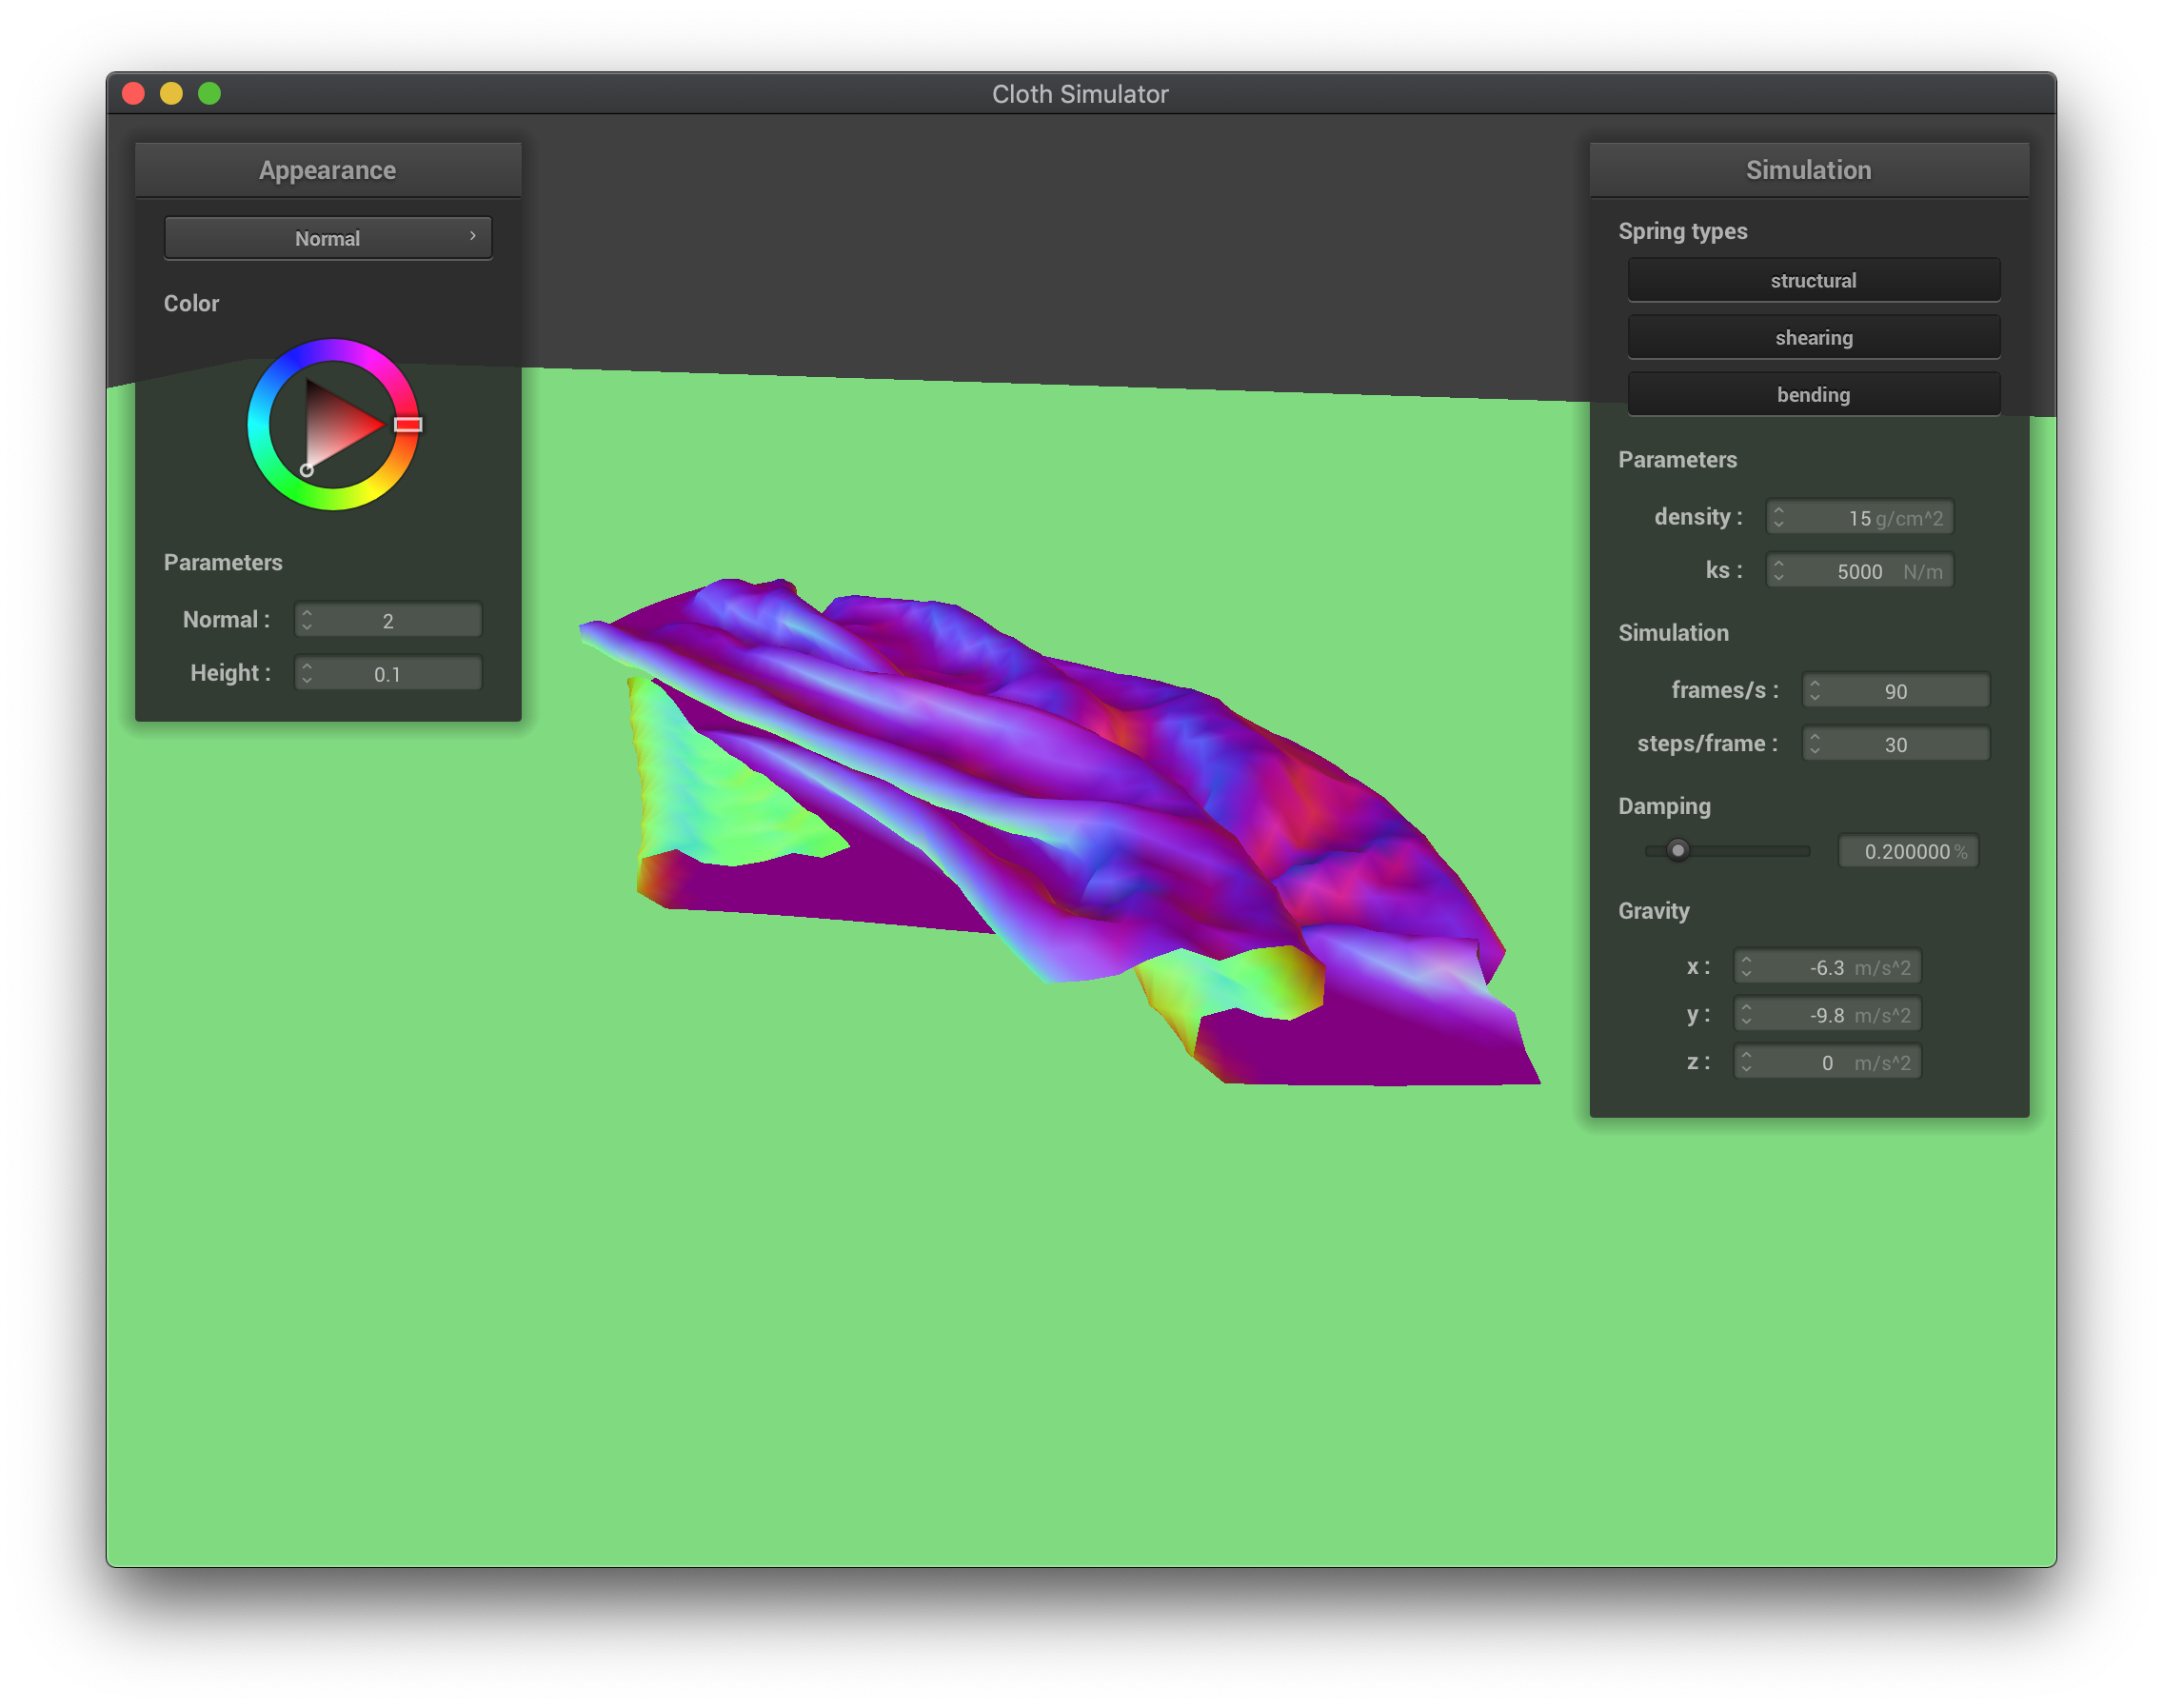 Cloth Simulator
Appearance
Normal
Color
Parameters
Normal : 2
Height : 0.1
Simulation
Spring types
structural
shearing
bending
Parameters
density : 15 g/cm^2
ks : 5000 N/m
Simulation
frames/s : 90
steps/frame : 30
Damping
0.200000 %
Gravity
x : -6.3 m/s^2
y : -9.8 m/s^2
z : 0 m/s^2